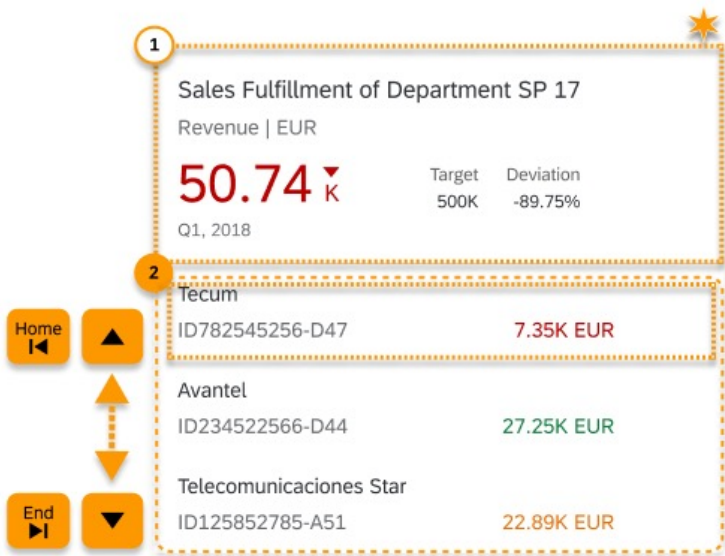 1
Sales Fulfillment of Department SP 17
Revenue | EUR
50.74 K
Target Deviation
500K -89.75%
Q1, 2018
2
Tecum
ID782545256-D47 7.35K EUR
Home
Avantel
ID234522566-D44 27.25K EUR
Telecomunicaciones Star
ID125852785-A51 22.89K EUR
End